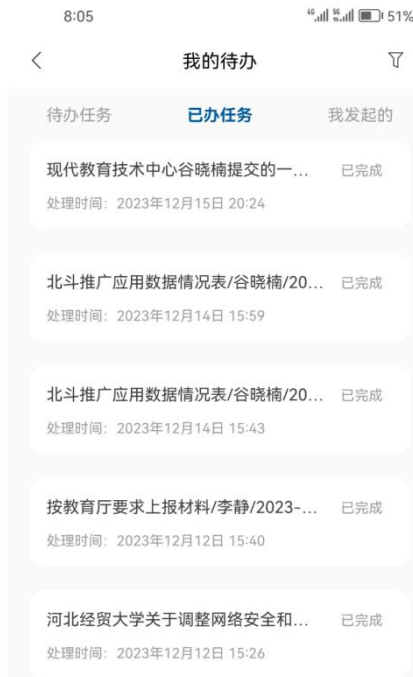 8:05
4G 5G 51%
我的待办
待办任务 已办任务 我发起的
现代教育技术中心谷晓楠提交的一... 已完成
处理时间：2023年12月15日 20:24
北斗推广应用数据情况表/谷晓楠/20... 已完成
处理时间：2023年12月14日 15:59
北斗推广应用数据情况表/谷晓楠/20... 已完成
处理时间：2023年12月14日 15:43
按教育厅要求上报材料/李静/2023-... 已完成
处理时间：2023年12月12日 15:40
河北经贸大学关于调整网络安全和... 已完成
处理时间：2023年12月12日 15:26